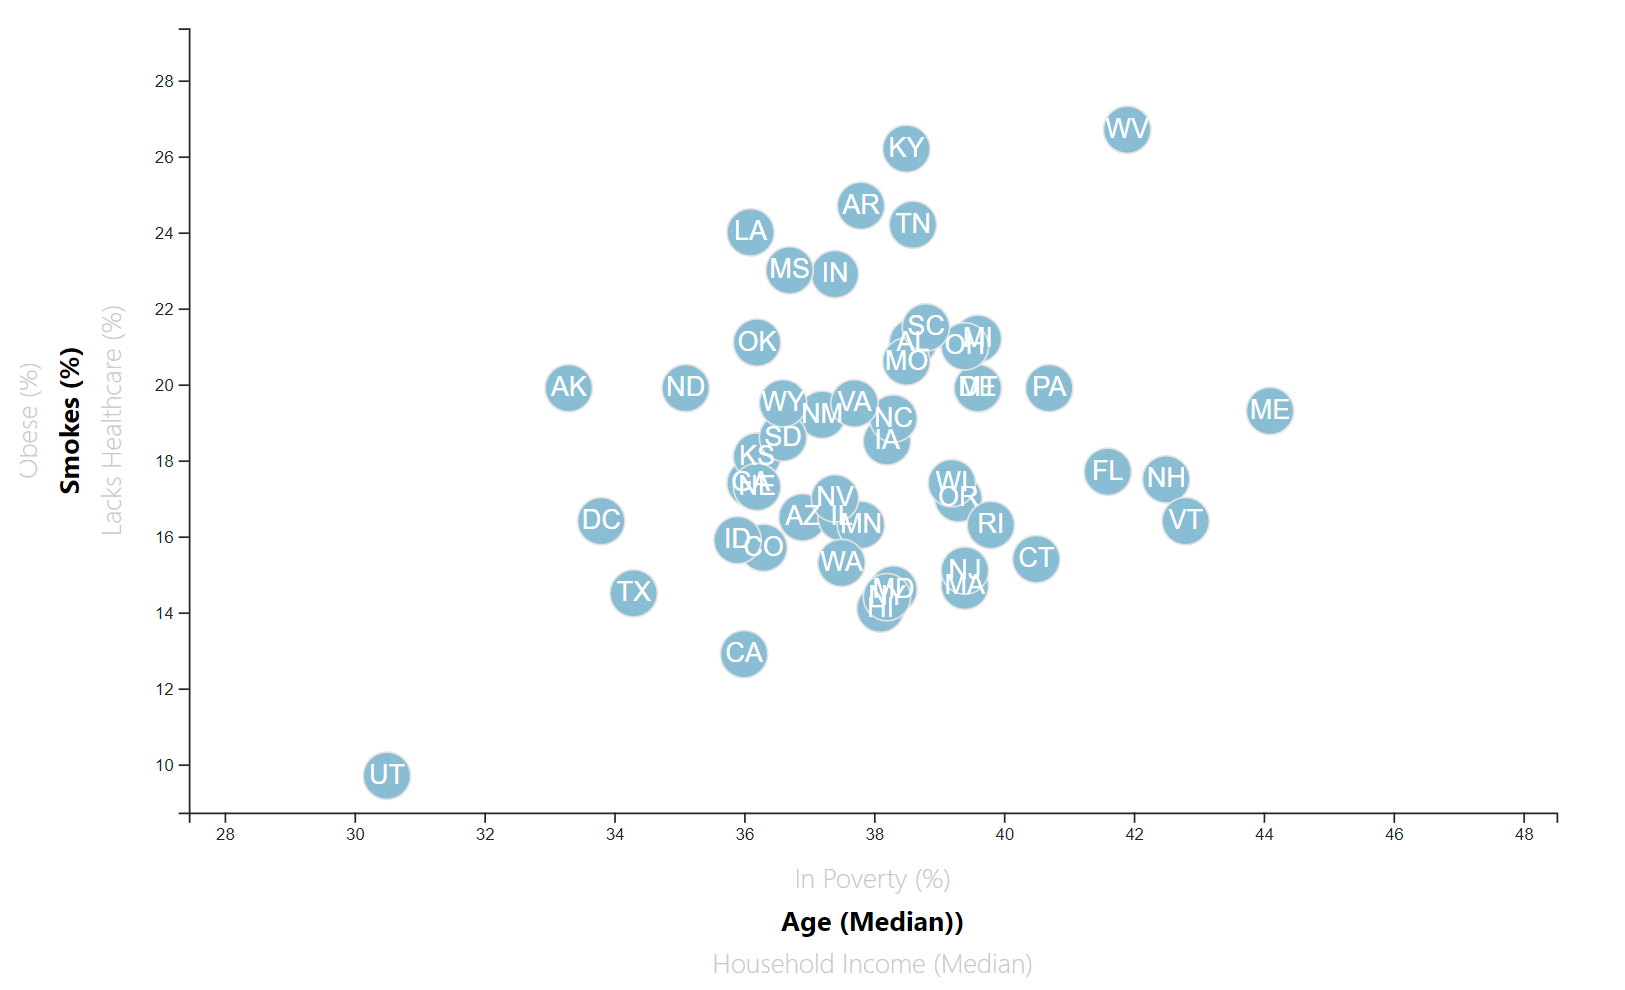 28
26
24
22
20
18
16
14
12
10
WV
KY
AR
TN
LA
MS
IN
SC
OK
AL
OH
MI
MO
AK
ND
PA
WY
VA
NM
NC
ME
SD
IA
KS
FL
NH
WI
NE
OR
NV
DC
AZ
IL
MN
RI
VT
ID
CO
WA
CT
NJ
MA
TX
MD
HI
CA
UT
28
30
32
34
36
38
40
42
44
46
48
Obese (%)
Smokes (%)
Lacks Healthcare (%)
In Poverty (%)
Age (Median))
Household Income (Median)